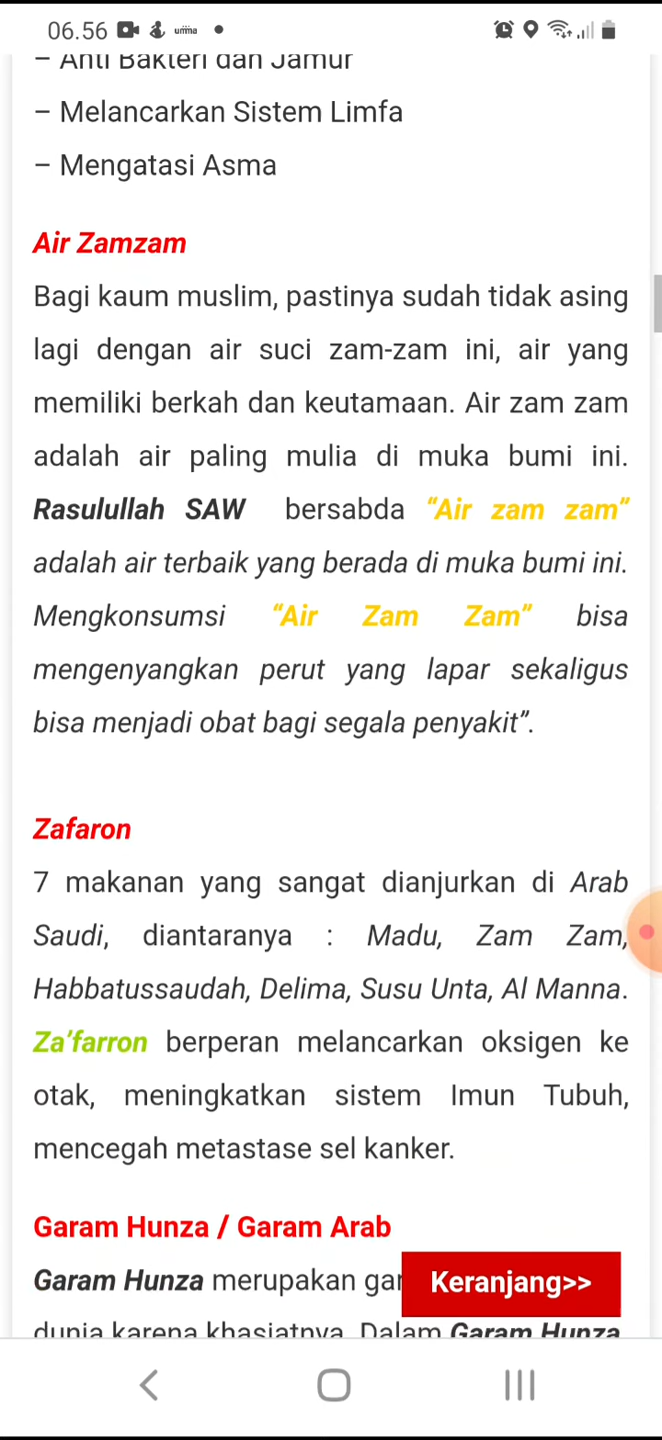 06.56 umma
– Anti Bakteri dan Jamur
– Melancarkan Sistem Limfa
– Mengatasi Asma
Air Zamzam
Bagi kaum muslim, pastinya sudah tidak asing
lagi dengan air suci zam-zam ini, air yang
memiliki berkah dan keutamaan. Air zam zam
adalah air paling mulia di muka bumi ini.
Rasulullah SAW bersabda “Air zam zam”
adalah air terbaik yang berada di muka bumi ini.
Mengkonsumsi “Air Zam Zam” bisa
mengenyangkan perut yang lapar sekaligus
bisa menjadi obat bagi segala penyakit”.
Zafaron
7 makanan yang sangat dianjurkan di Arab
Saudi, diantaranya : Madu, Zam Zam,
Habbatussaudah, Delima, Susu Unta, Al Manna.
Za’farron berperan melancarkan oksigen ke
otak, meningkatkan sistem Imun Tubuh,
mencegah metastase sel kanker.
Garam Hunza / Garam Arab
Garam Hunza merupakan gar
Keranjang>>
dunia karena khasiatnya. Dalam Garam Hunza